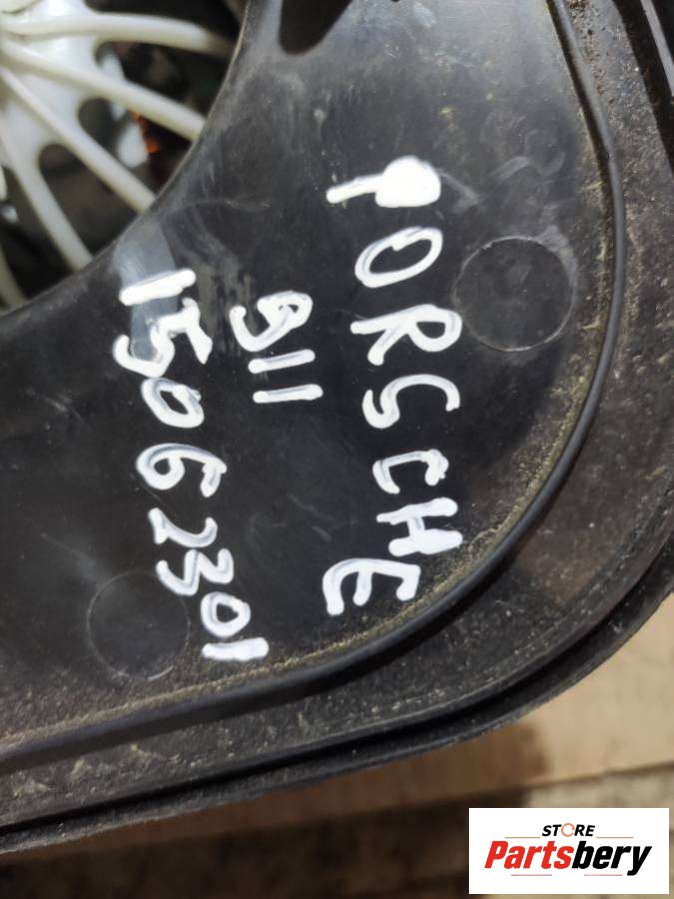 PORSCHE
911
15062301
STORE
Partsbery